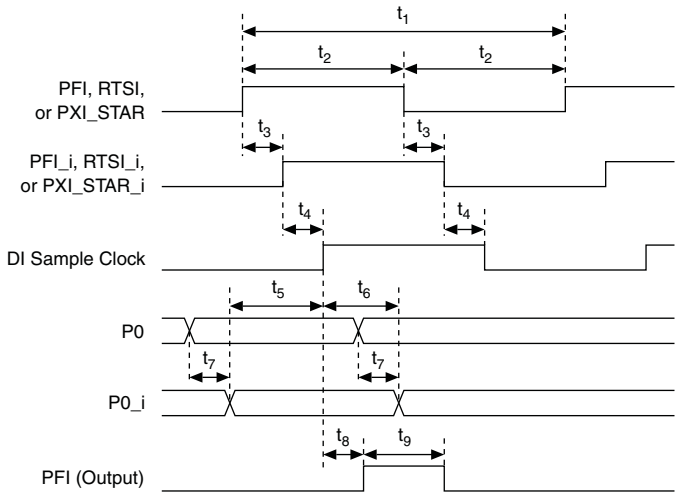 t1
t2 t2
PFI, RTSI,
or PXI_STAR
t3 t3
PFI_i, RTSI_i,
or PXI_STAR_i
t4 t4
DI Sample Clock
t5 t6
P0
t7 t7
P0_i
t8 t9
PFI (Output)